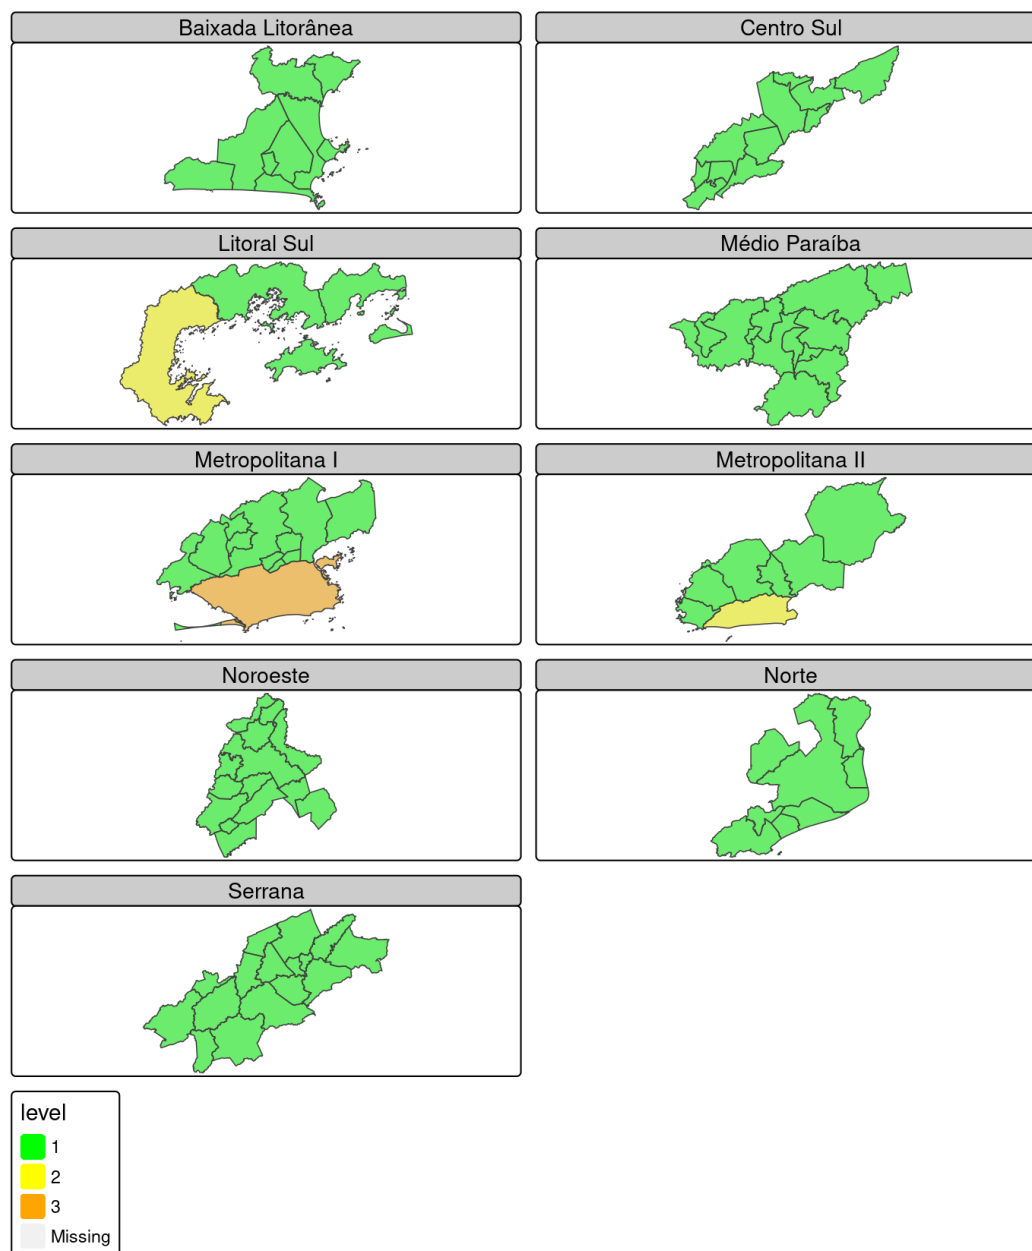 Baixada Litorânea
Centro Sul
Litoral Sul
Médio Paraíba
Metropolitana I
Metropolitana II
Noroeste
Norte
Serrana
level
1
2
3
Missing